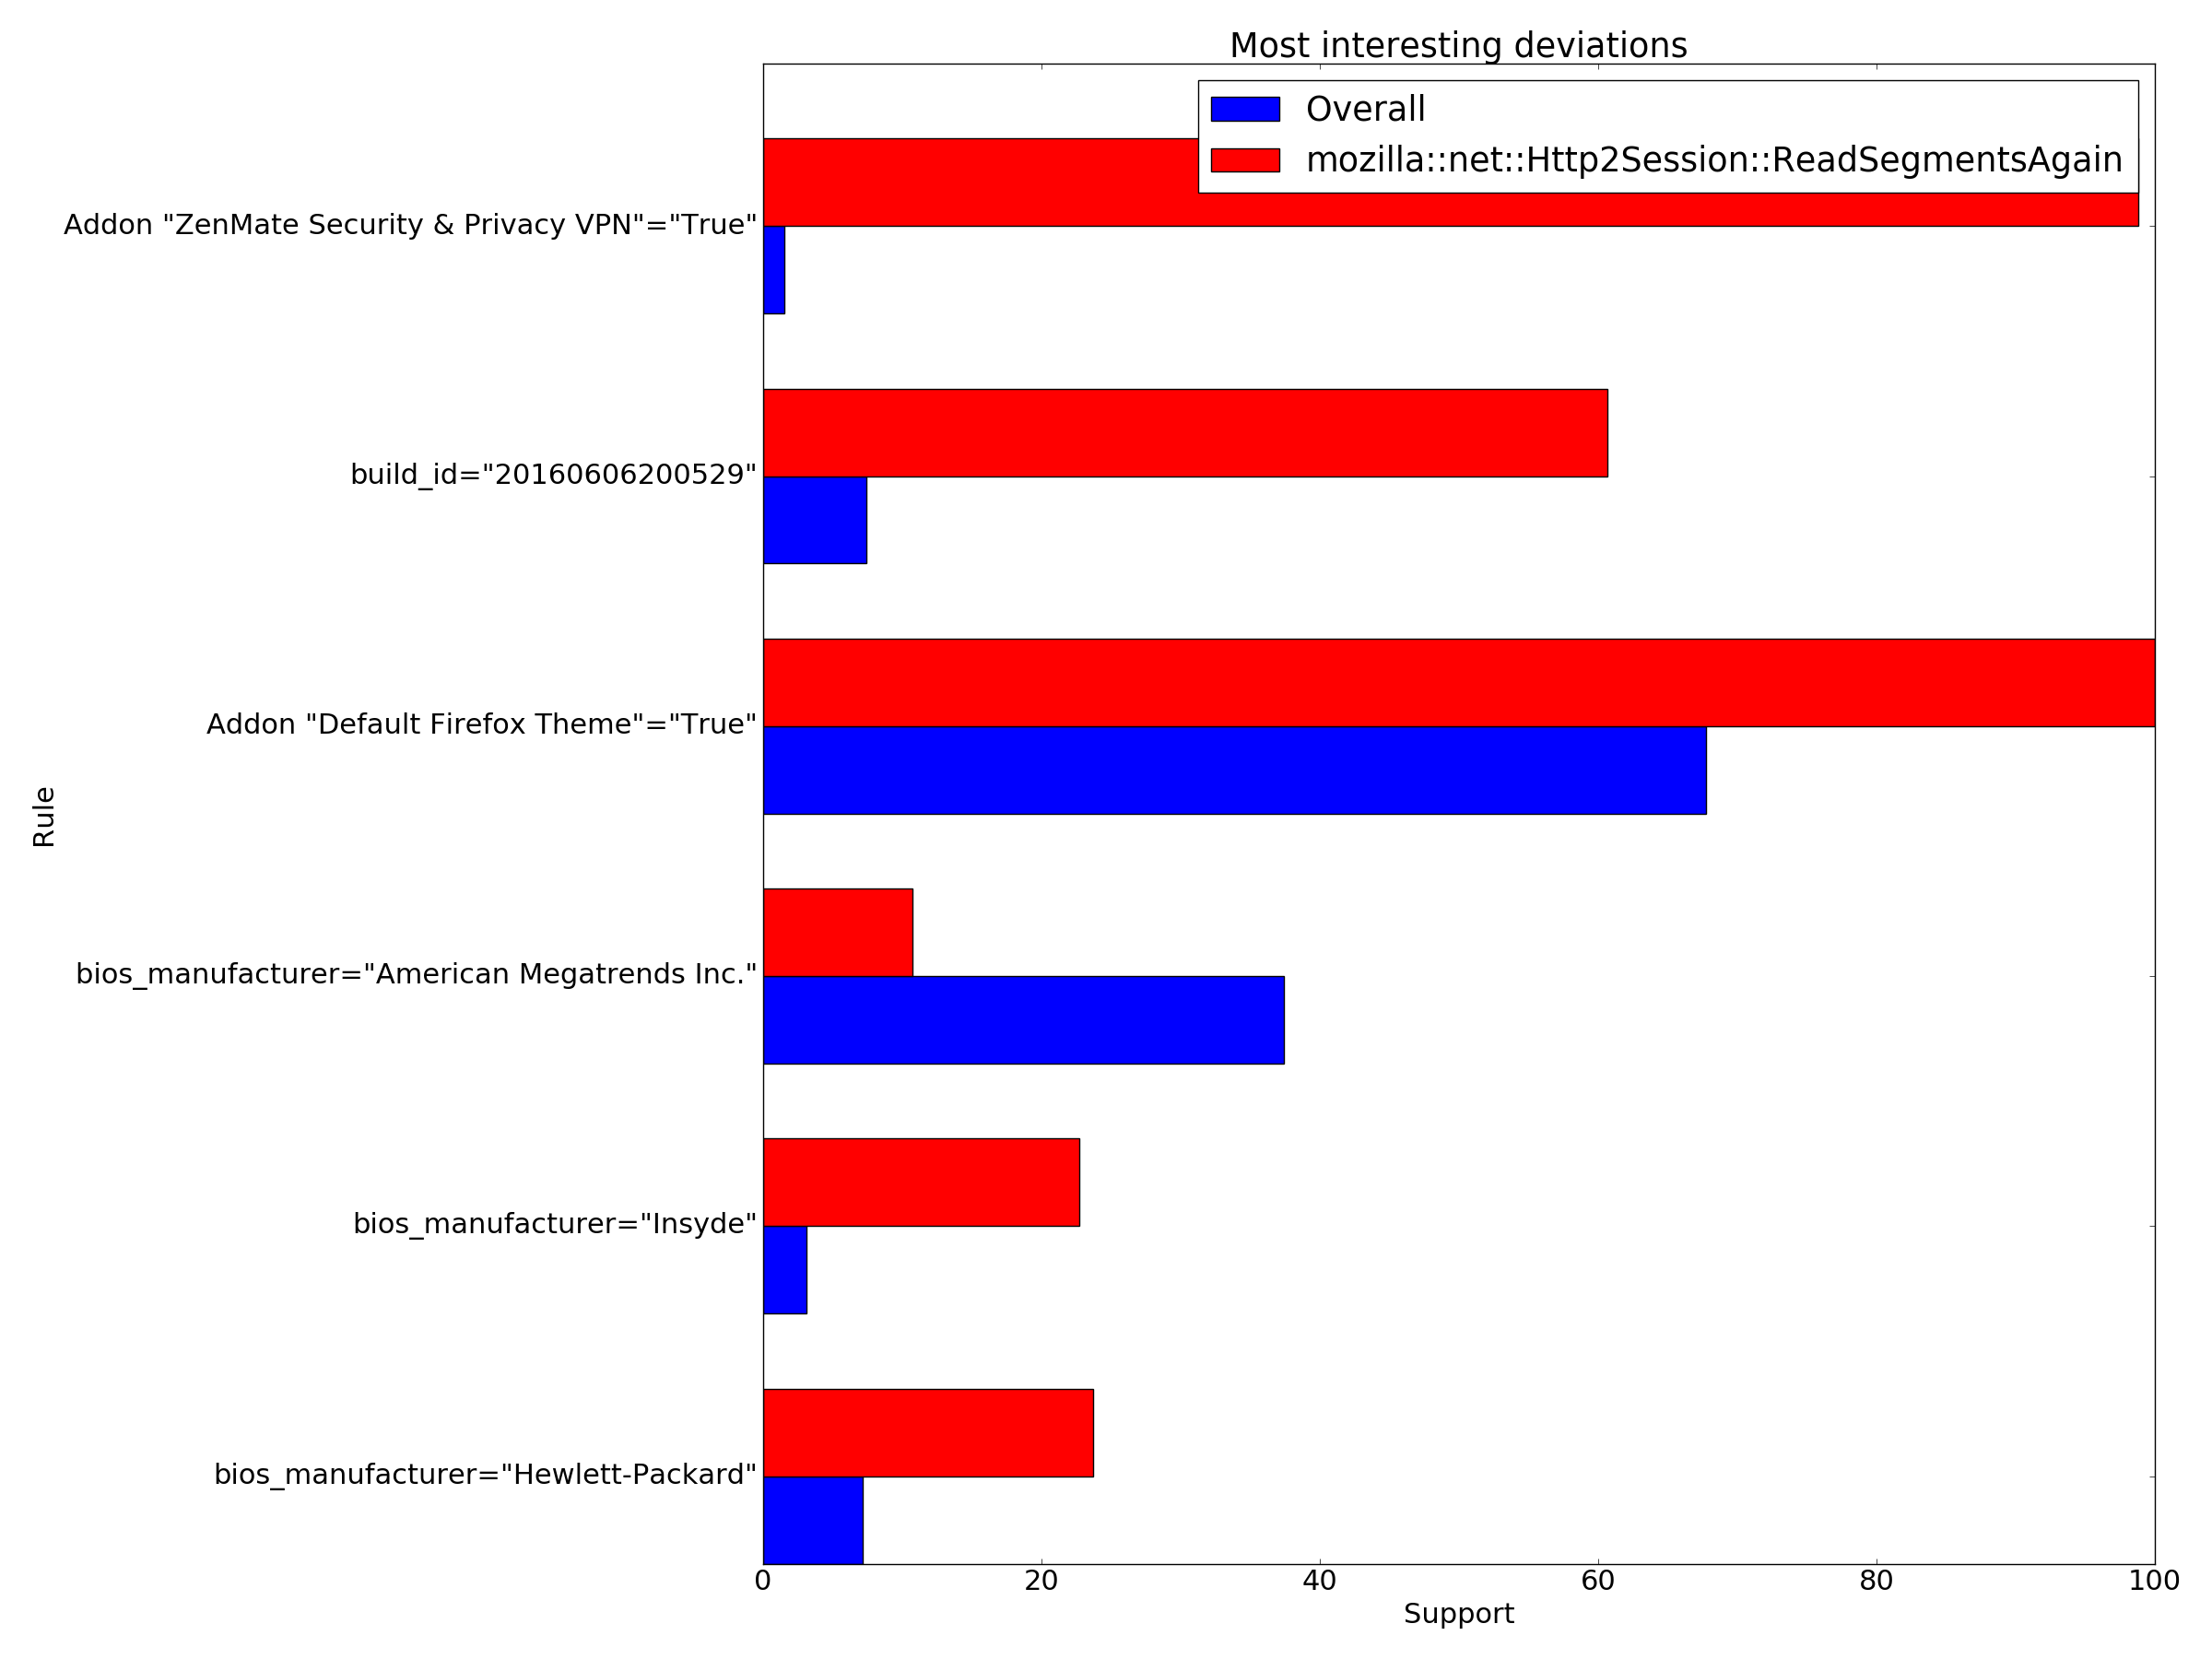 Most interesting deviations
Overall
mozilla::net::Http2Session::ReadSegmentsAgain
Addon "ZenMate Security & Privacy VPN"="True"
build_id="20160606200529"
Addon "Default Firefox Theme"="True"
Rule
bios_manufacturer="American Megatrends Inc."
bios_manufacturer="Insyde"
bios_manufacturer="Hewlett-Packard"
0 20 40 60 80 100
Support